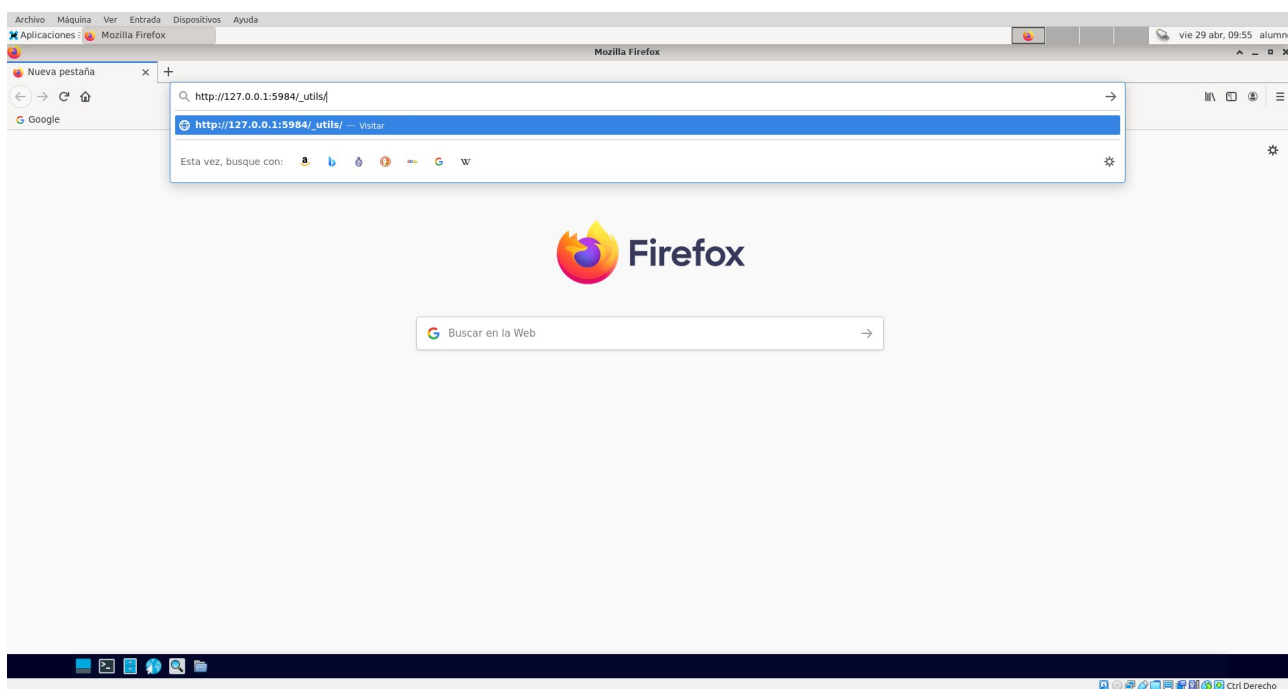 Archivo Máquina Ver Entrada Dispositivos Ayuda
Aplicaciones Mozilla Firefox vie 29 abr, 09:55 alumn
Mozilla Firefox
Nueva pestaña
http://127.0.0.1:5984/_utils/
Google
http://127.0.0.1:5984/_utils/ — Visitar
Esta vez, busque con:
Firefox
Buscar en la Web
Ctrl Derecho